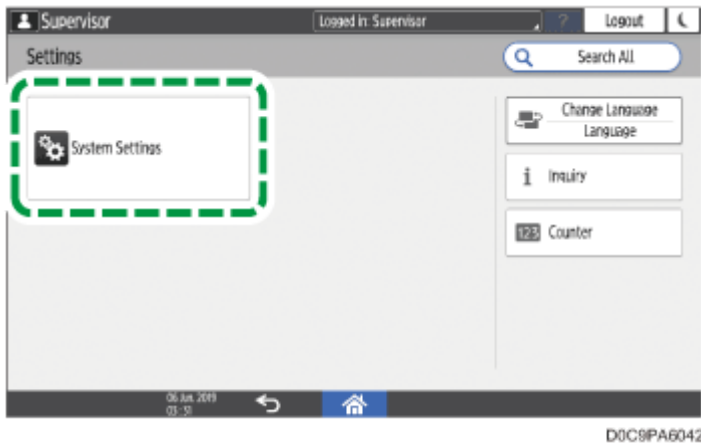 Supervisor
Logged in: Supervisor
?
Logout
Settings
Search All
System Settings
Change Language
Language
i Inquiry
123 Counter
06 Jun. 2019
03:51
D0C9PA6042